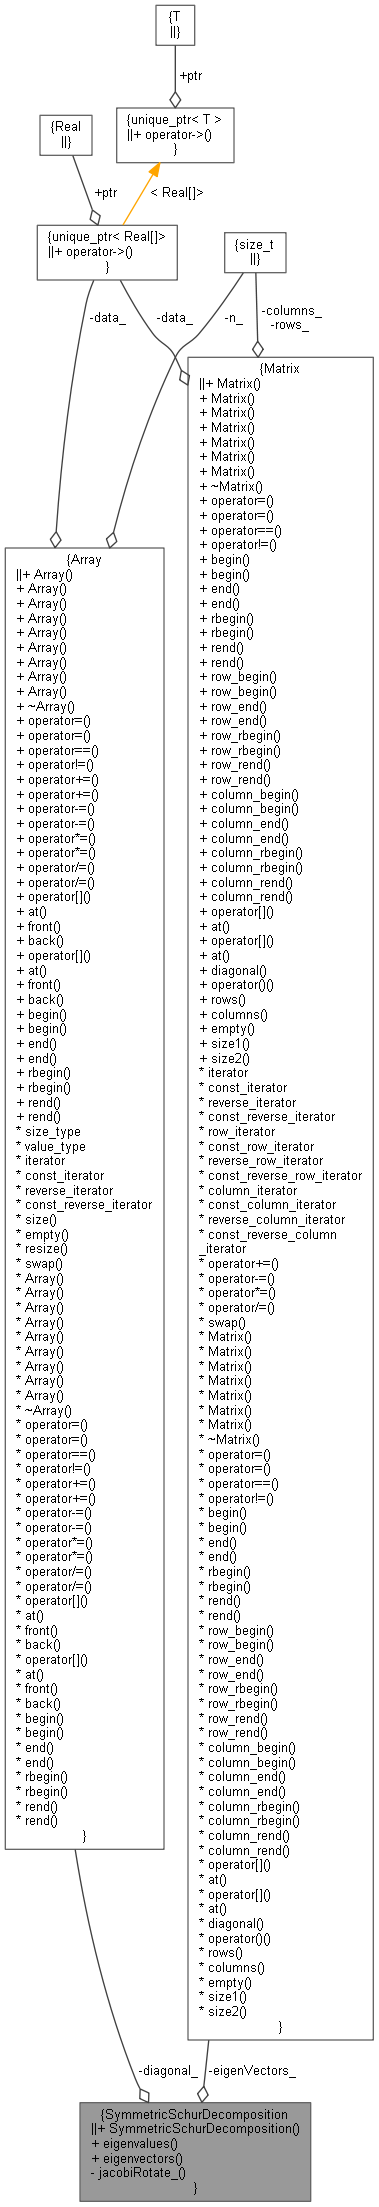 {T
||}
+ptr
{Real
||}
{unique_ptr< T >
||+ operator->()
}
+ptr
< Real[]>
{unique_ptr< Real[]>
||+ operator->()
}
{size_t
||}
-data_
-data_
-n_
-columns_
-rows_
{Matrix
||+ Matrix()
+ Matrix()
+ Matrix()
+ Matrix()
+ Matrix()
+ Matrix()
+ Matrix()
+ ~Matrix()
+ operator=()
+ operator=()
+ operator==()
+ operator!=()
+ begin()
+ begin()
+ end()
+ end()
+ rbegin()
+ rbegin()
+ rend()
+ rend()
+ row_begin()
+ row_begin()
+ row_end()
+ row_end()
+ row_rbegin()
+ row_rbegin()
+ row_rend()
+ row_rend()
+ column_begin()
+ column_begin()
+ column_end()
+ column_end()
+ column_rbegin()
+ column_rbegin()
+ column_rend()
+ column_rend()
+ operator[]()
+ at()
+ operator[]()
+ at()
+ diagonal()
+ operator()()
+ rows()
+ columns()
+ empty()
+ size1()
+ size2()
* iterator
* const_iterator
* reverse_iterator
* const_reverse_iterator
* row_iterator
* const_row_iterator
* reverse_row_iterator
* const_reverse_row_iterator
* column_iterator
* const_column_iterator
* reverse_column_iterator
* const_reverse_column
_iterator
* operator+=()
* operator-=()
* operator*=()
* operator/=()
* swap()
* Matrix()
* Matrix()
* Matrix()
* Matrix()
* Matrix()
* Matrix()
* Matrix()
* ~Matrix()
* operator=()
* operator=()
* operator==()
* operator!=()
* begin()
* begin()
* end()
* end()
* rbegin()
* rbegin()
* rend()
* rend()
* row_begin()
* row_begin()
* row_end()
* row_end()
* row_rbegin()
* row_rbegin()
* row_rend()
* row_rend()
* column_begin()
* column_begin()
* column_end()
* column_end()
* column_rbegin()
* column_rbegin()
* column_rend()
* column_rend()
* operator[]()
* at()
* operator[]()
* at()
* diagonal()
* operator()()
* rows()
* columns()
* empty()
* size1()
* size2()
}
{Array
||+ Array()
+ Array()
+ Array()
+ Array()
+ Array()
+ Array()
+ Array()
+ Array()
+ Array()
+ ~Array()
+ operator=()
+ operator=()
+ operator==()
+ operator!=()
+ operator+=()
+ operator+=()
+ operator-=()
+ operator-=()
+ operator*=()
+ operator*=()
+ operator/=()
+ operator/=()
+ operator[]()
+ at()
+ front()
+ back()
+ operator[]()
+ at()
+ front()
+ back()
+ begin()
+ begin()
+ end()
+ end()
+ rbegin()
+ rbegin()
+ rend()
+ rend()
* size_type
* value_type
* iterator
* const_iterator
* reverse_iterator
* const_reverse_iterator
* size()
* empty()
* resize()
* swap()
* Array()
* Array()
* Array()
* Array()
* Array()
* Array()
* Array()
* Array()
* Array()
* ~Array()
* operator=()
* operator=()
* operator==()
* operator!=()
* operator+=()
* operator+=()
* operator-=()
* operator-=()
* operator*=()
* operator*=()
* operator/=()
* operator/=()
* operator[]()
* at()
* front()
* back()
* operator[]()
* at()
* front()
* back()
* begin()
* begin()
* end()
* end()
* rbegin()
* rbegin()
* rend()
* rend()
}
-diagonal_
-eigenVectors_
{SymmetricSchurDecomposition
||+ SymmetricSchurDecomposition()
+ eigenvalues()
+ eigenvectors()
- jacobiRotate_()
}